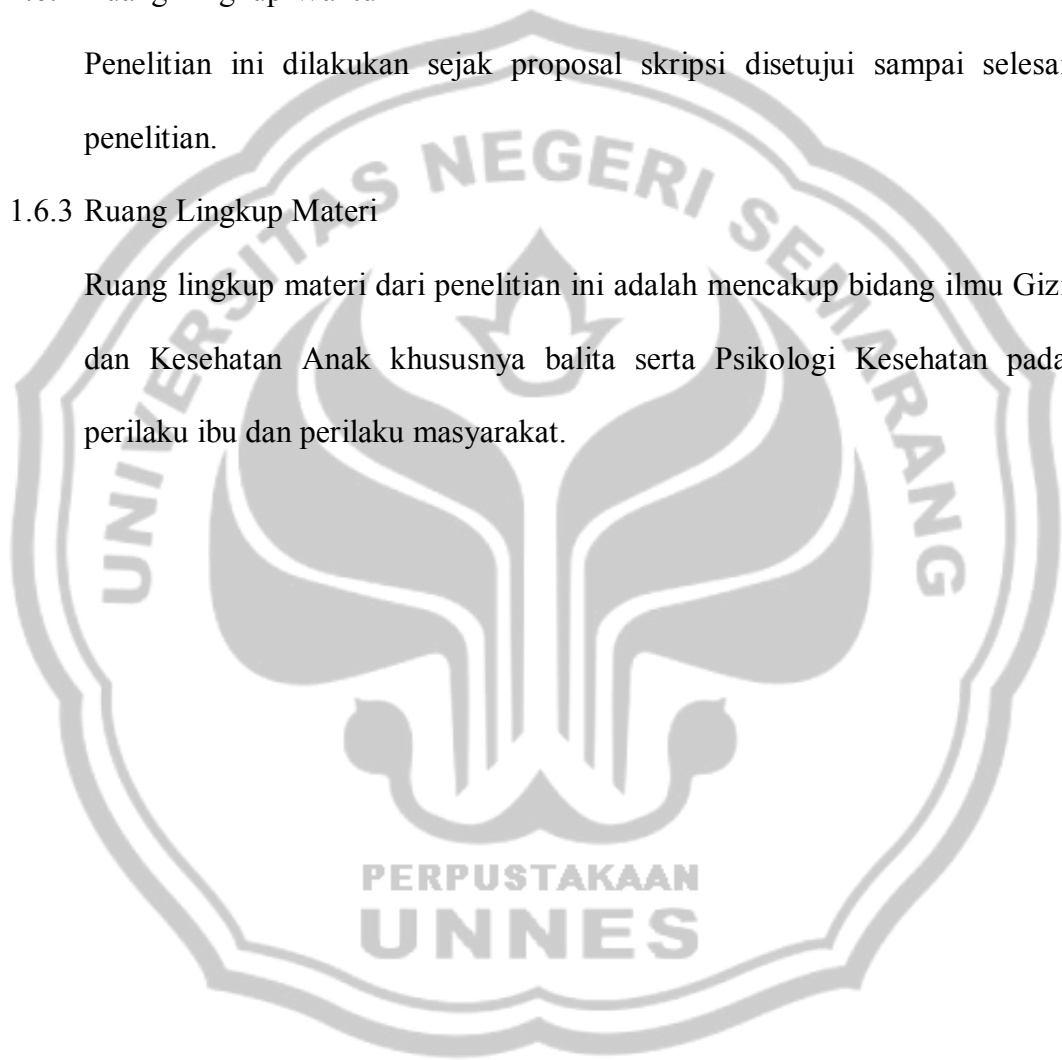 Penelitian ini dilakukan sejak proposal skripsi disetujui sampai selesai
penelitian.
1.6.3 Ruang Lingkup Materi
Ruang lingkup materi dari penelitian ini adalah mencakup bidang ilmu Gizi
dan Kesehatan Anak khususnya balita serta Psikologi Kesehatan pada
perilaku ibu dan perilaku masyarakat.
UNIVERSITAS NEGERI SEMARANG
PERPUSTAKAAN
UNNES